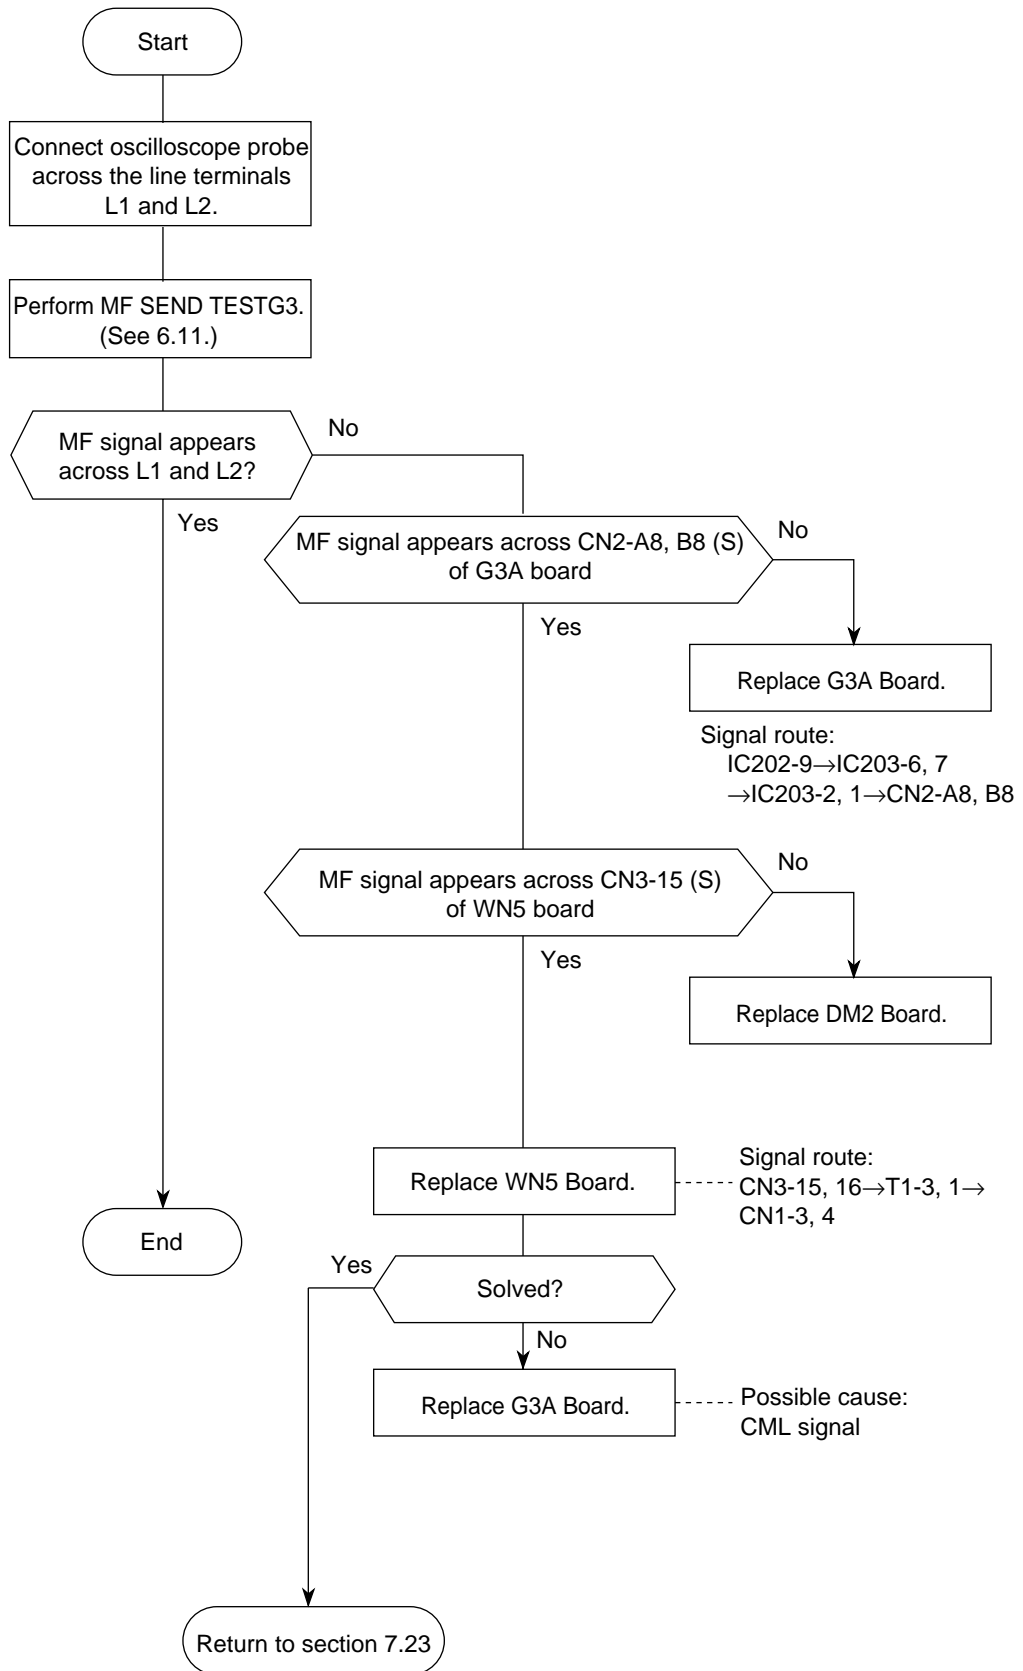 Start
Connect oscilloscope probe
across the line terminals
L1 and L2.
Perform MF SEND TESTG3.
(See 6.11.)
MF signal appears
across L1 and L2?
No
Yes
MF signal appears across CN2-A8, B8 (S)
of G3A board
No
Yes
Replace G3A Board.
Signal route:
IC202-9→IC203-6, 7
→IC203-2, 1→CN2-A8, B8
MF signal appears across CN3-15 (S)
of WN5 board
No
Yes
Replace DM2 Board.
Replace WN5 Board.
Signal route:
CN3-15, 16→T1-3, 1→
CN1-3, 4
End
Yes
Solved?
No
Replace G3A Board.
Possible cause:
CML signal
Return to section 7.23